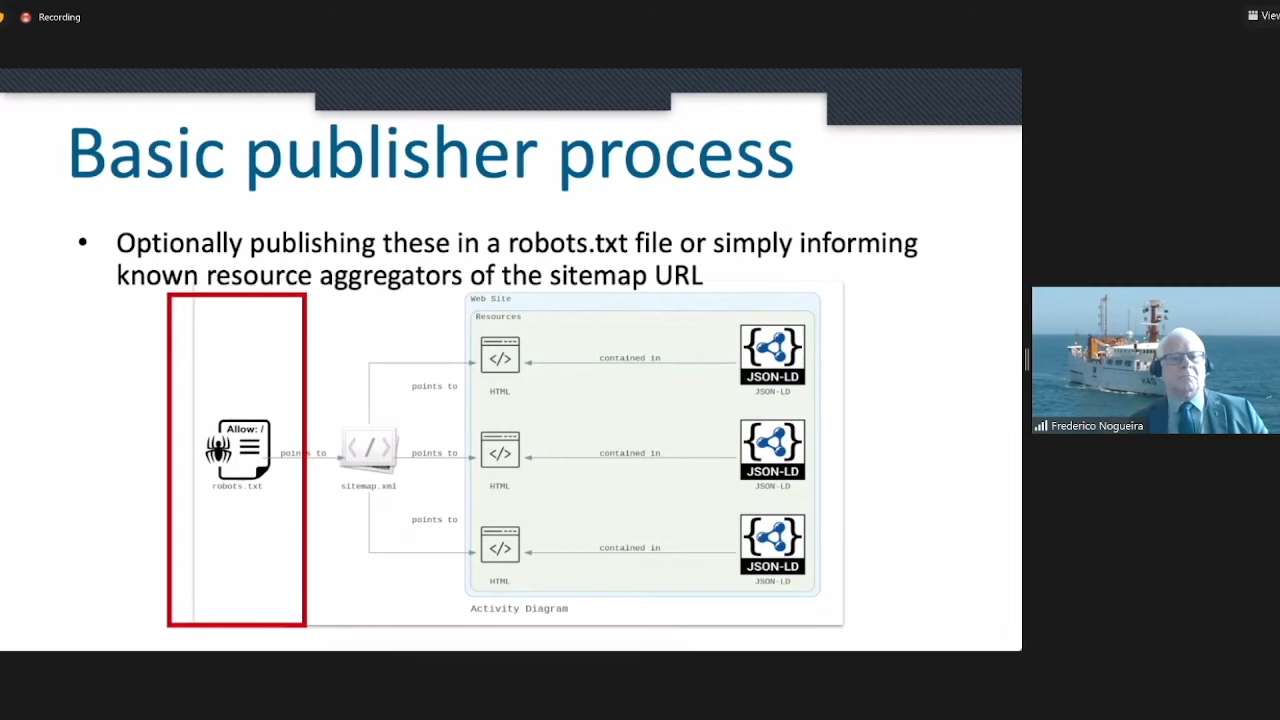 Recording
View
Basic publisher process
• Optionally publishing these in a robots.txt file or simply informing
known resource aggregators of the sitemap URL
Web Site
Resources
contained in
JSON-LD
points to
HTML
JSON-LD
Allow: /
points to
points to
contained in
JSON-LD
robots.txt
sitemap.xml
HTML
JSON-LD
points to
contained in
JSON-LD
HTML
JSON-LD
Activity Diagram
H40
Frederico Nogueira